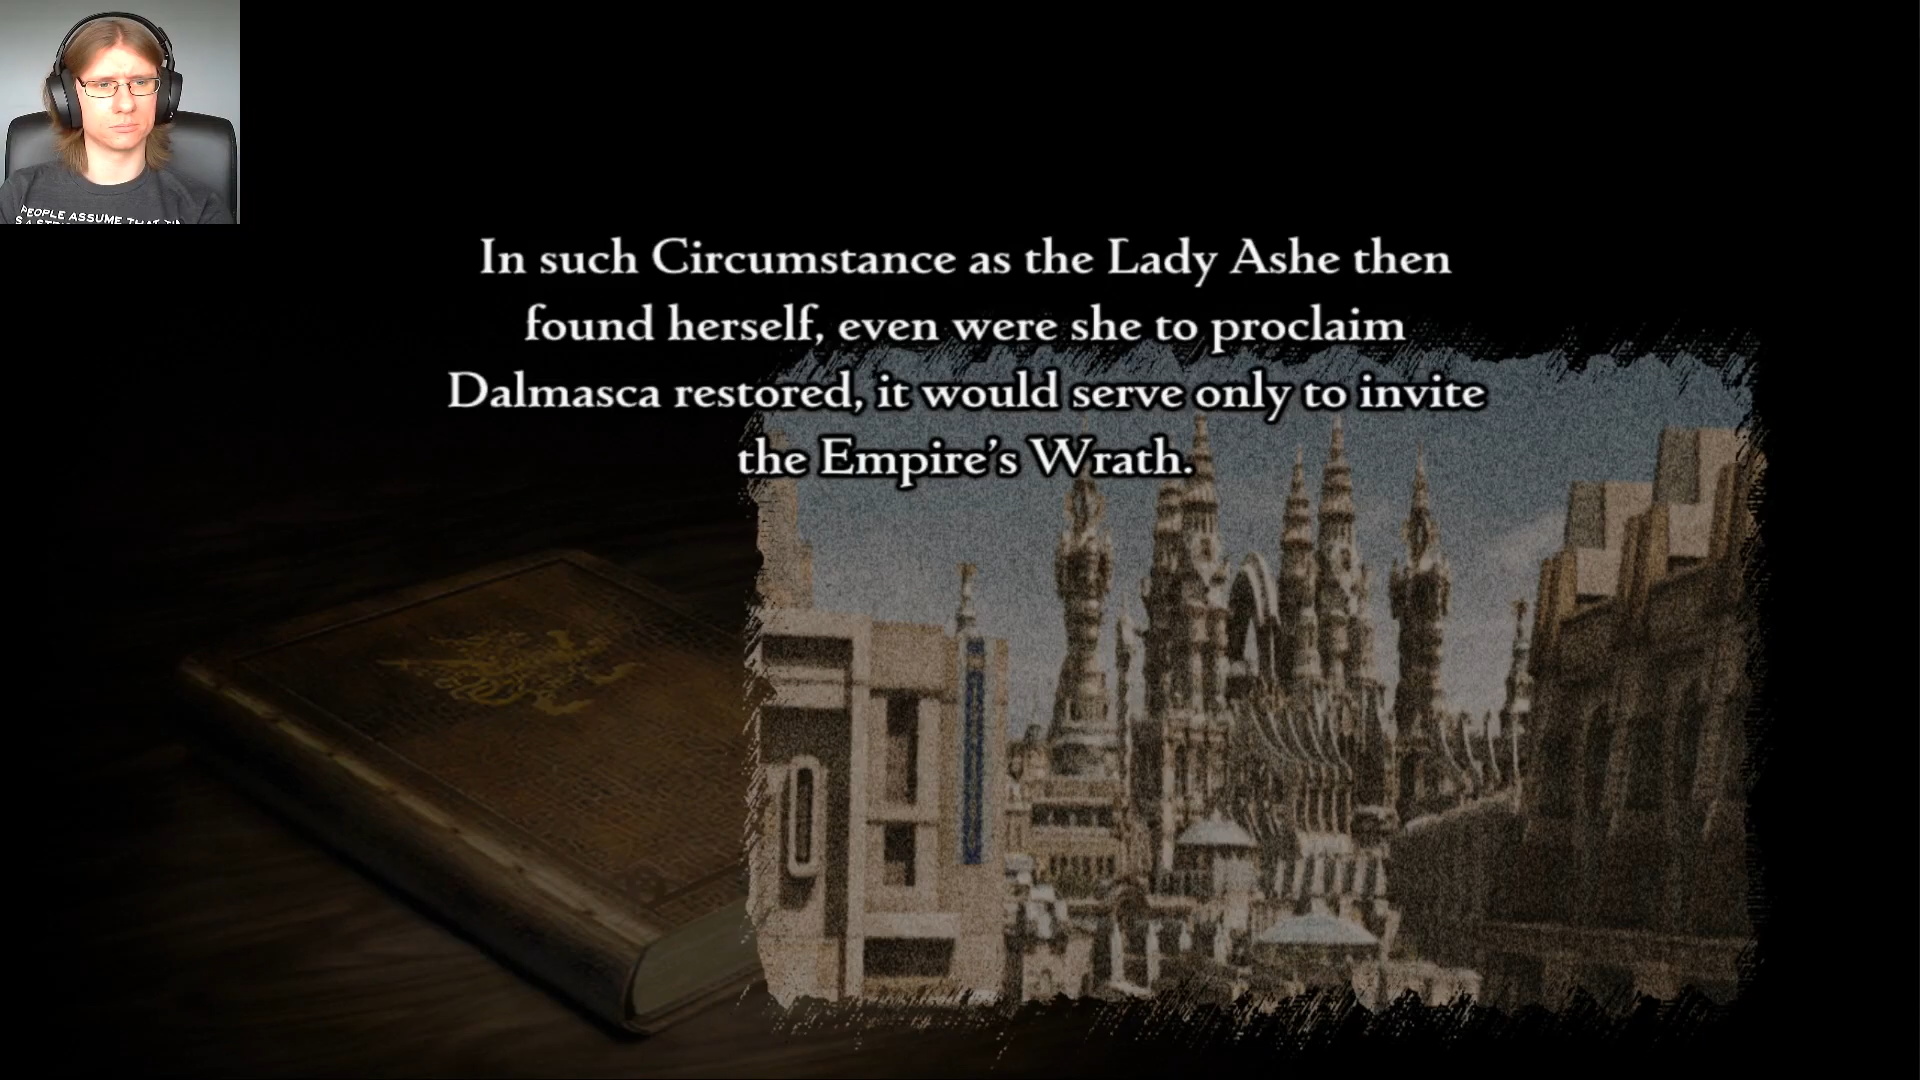 PEOPLE ASSUME THAT
In such Circumstance as the Lady Ashe then
found herself, even were she to proclaim
Dalmasca restored, it would serve only to invite
the Empire's Wrath.